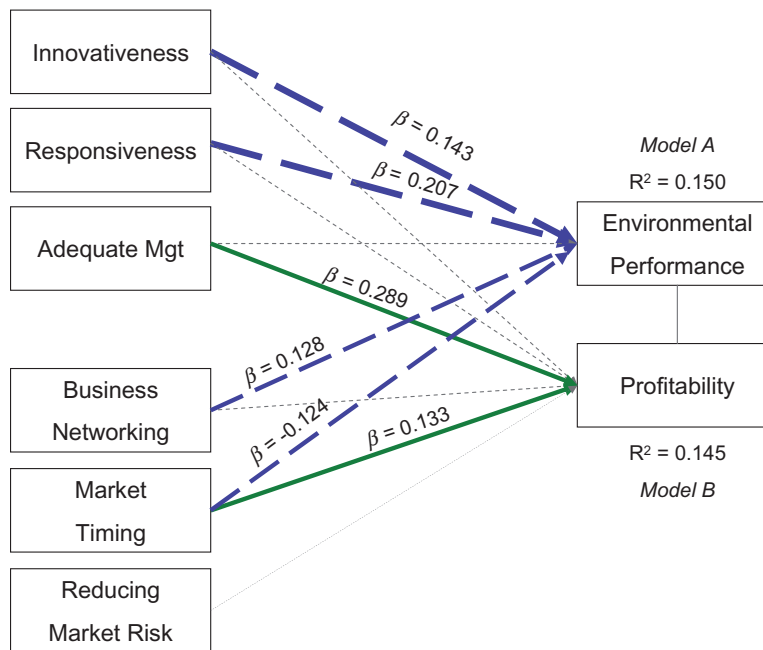 Innovativeness
Responsiveness
Adequate Mgt
Business
Networking
Market
Timing
Reducing
Market Risk
β = 0.143
β = 0.207
β = 0.289
β = 0.128
β = -0.124
β = 0.133
Model A
R² = 0.150
Environmental
Performance
Profitability
R² = 0.145
Model B